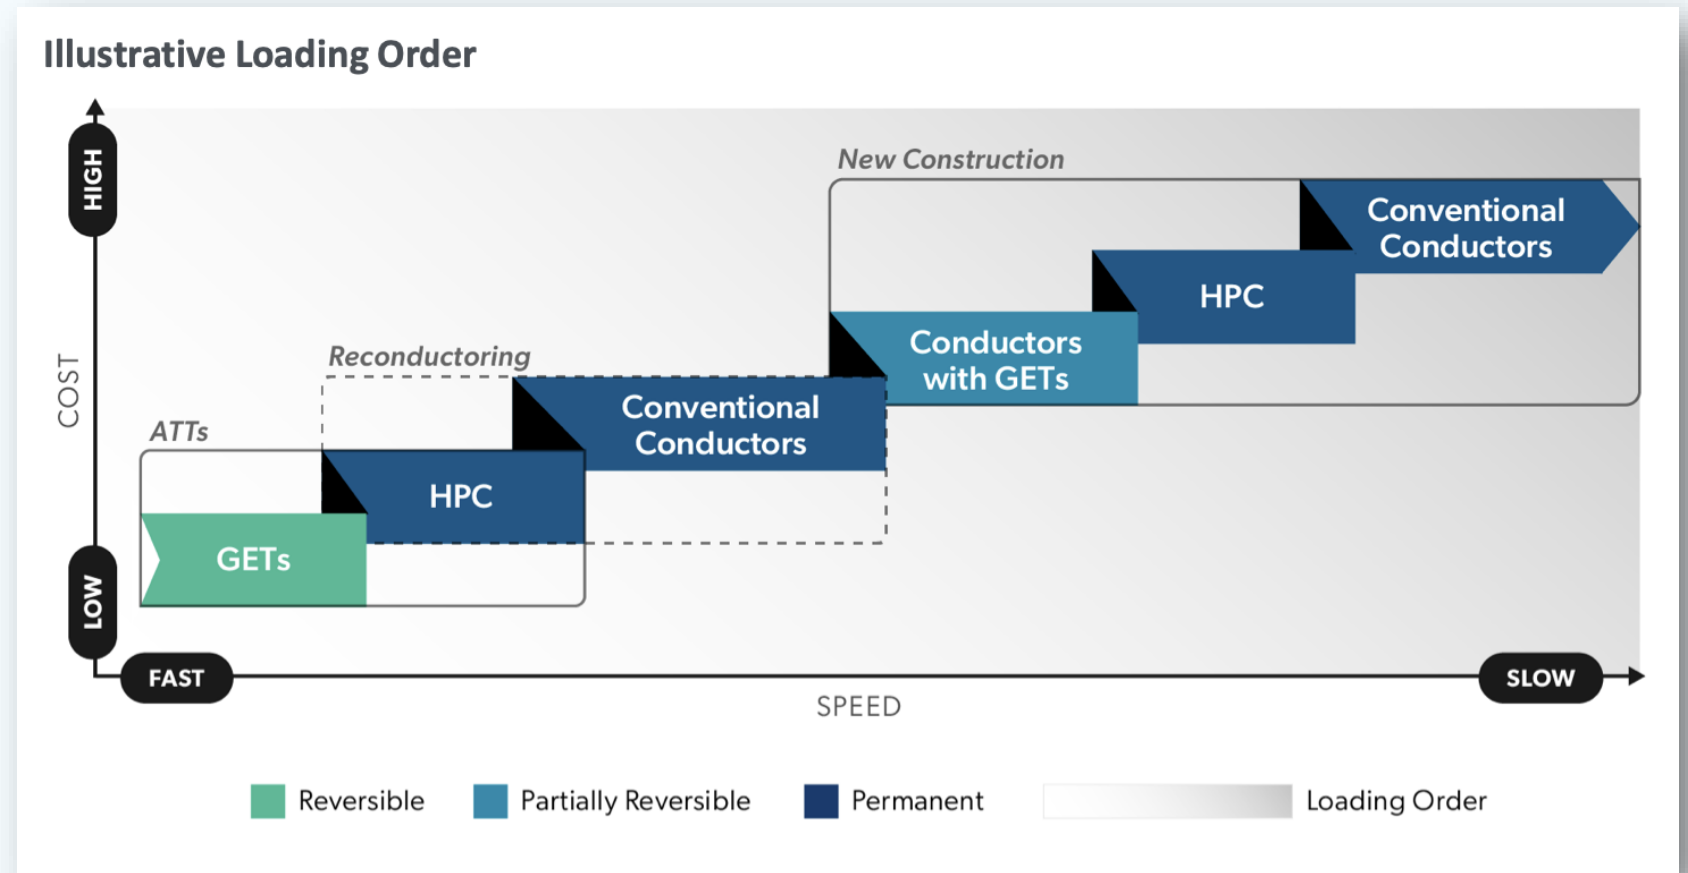 Illustrative Loading Order
HIGH
New Construction
Conventional
Conductors
HPC
Conductors
with GETs
Reconductoring
Conventional
Conductors
COST
ATTs
HPC
GETs
LOW
FAST
SLOW
SPEED
Reversible
Partially Reversible
Permanent
Loading Order